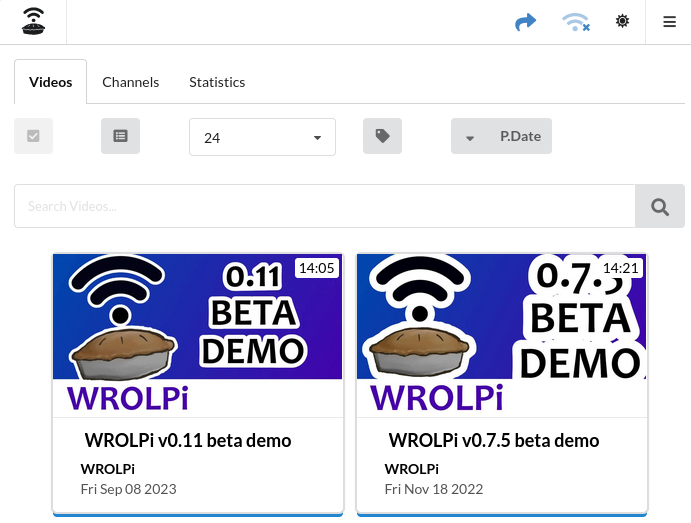 Videos Channels Statistics
24 P.Date
Search Videos...
14:05
0.11
BETA
DEMO
WROLPi
WROLPi v0.11 beta demo
WROLPi
Fri Sep 08 2023
14:21
0.7.5
BETA
DEMO
WROLPi
WROLPi v0.7.5 beta demo
WROLPi
Fri Nov 18 2022